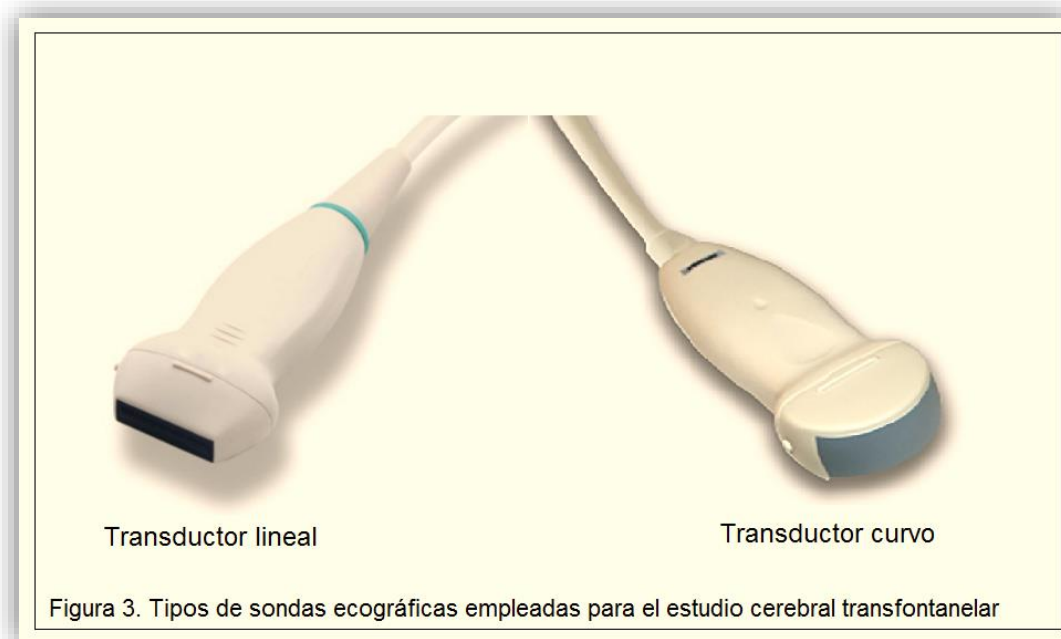 Transductor lineal
Transductor curvo
Figura 3. Tipos de sondas ecográficas empleadas para el estudio cerebral transfontanelar